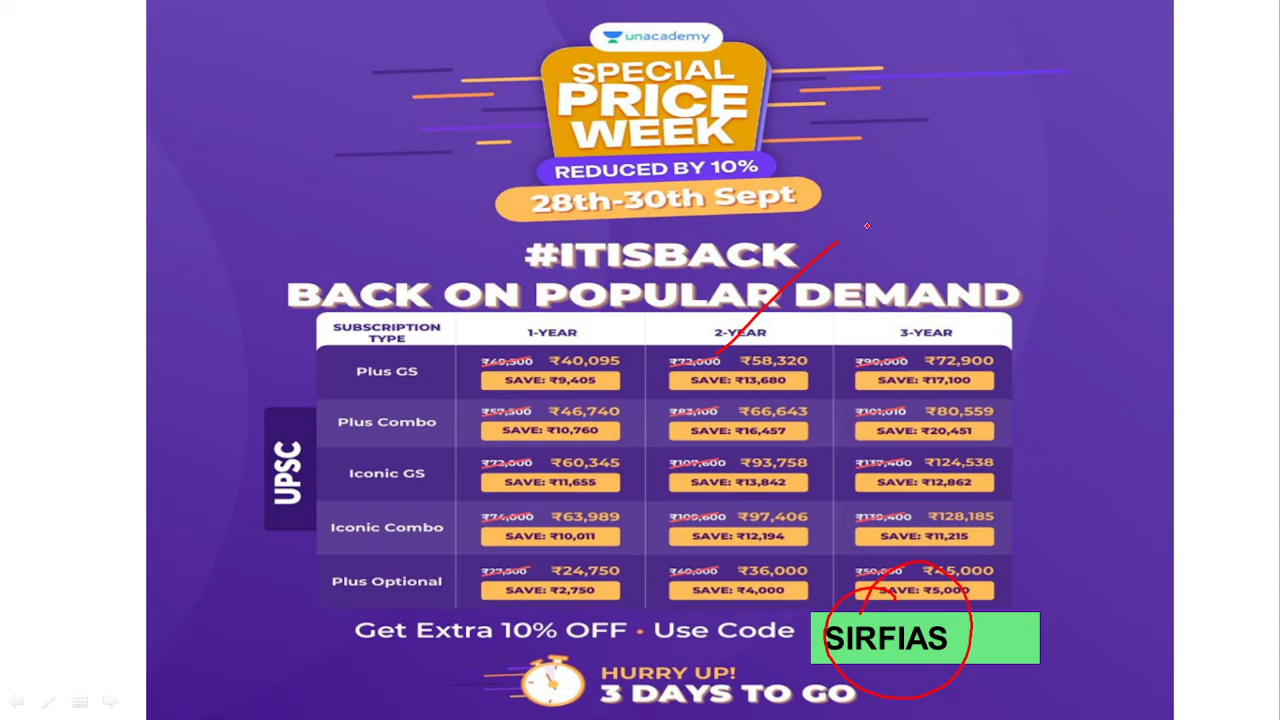 unacademy
SPECIAL
PRICE
WEEK
REDUCED BY 10%
28th-30th Sept
#ITISBACK
BACK ON POPULAR DEMAND
SUBSCRIPTION TYPE 1-YEAR 2-YEAR 3-YEAR
UPSC
Plus GS ₹49,500 ₹40,095 ₹72,000 ₹58,320 ₹90,000 ₹72,900
SAVE: ₹9,405 SAVE: ₹13,680 SAVE: ₹17,100
Plus Combo ₹57,500 ₹46,740 ₹83,100 ₹66,643 ₹101,010 ₹80,559
SAVE: ₹10,760 SAVE: ₹16,457 SAVE: ₹20,451
Iconic GS ₹72,000 ₹60,345 ₹107,600 ₹93,758 ₹137,400 ₹124,538
SAVE: ₹11,655 SAVE: ₹13,842 SAVE: ₹12,862
Iconic Combo ₹74,000 ₹63,989 ₹109,600 ₹97,406 ₹139,400 ₹128,185
SAVE: ₹10,011 SAVE: ₹12,194 SAVE: ₹11,215
Plus Optional ₹27,500 ₹24,750 ₹40,000 ₹36,000 ₹50,000 ₹45,000
SAVE: ₹2,750 SAVE: ₹4,000 SAVE: ₹5,000
Get Extra 10% OFF • Use Code SIRFIAS
HURRY UP!
3 DAYS TO GO